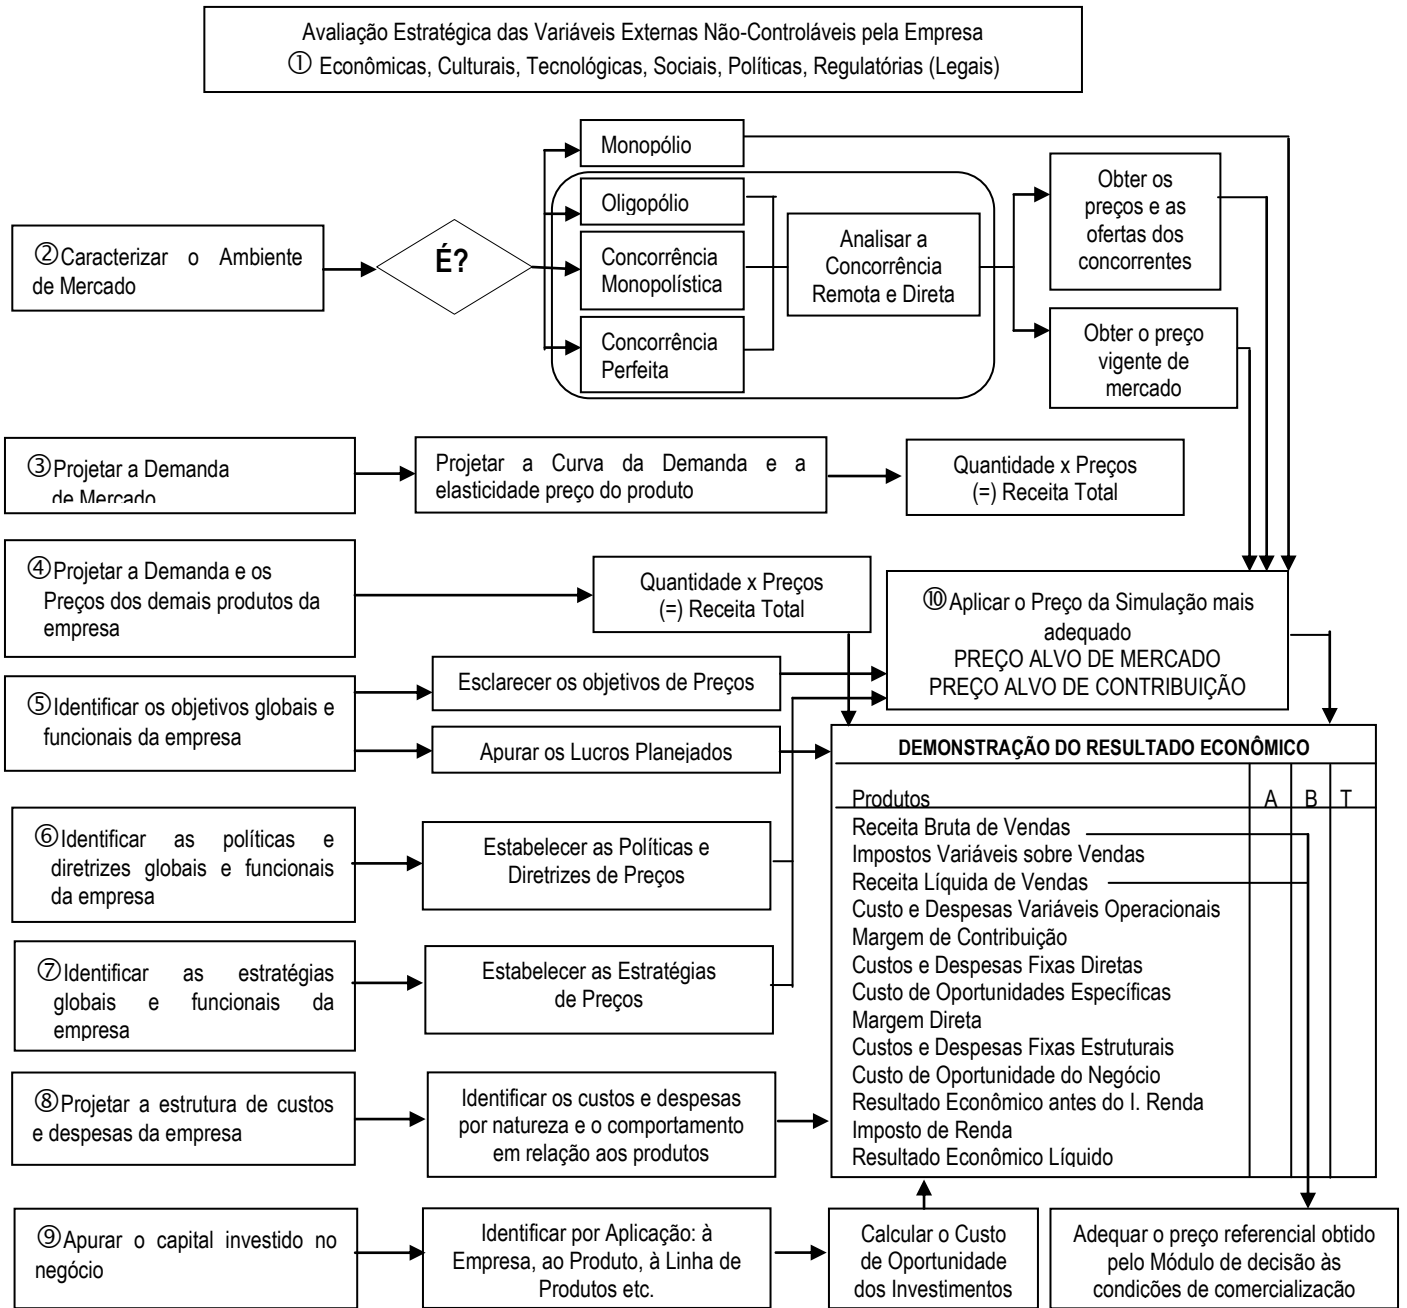 Avaliação Estratégica das Variáveis Externas Não-Controláveis pela Empresa
① Econômicas, Culturais, Tecnológicas, Sociais, Políticas, Regulatórias (Legais)
②Caracterizar o Ambiente
de Mercado
É?
Monopólio
Oligopólio
Concorrência
Monopolística
Concorrência
Perfeita
Analisar a
Concorrência
Remota e Direta
Obter os
preços e as
ofertas dos
concorrentes
Obter o preço
vigente de
mercado
③Projetar a Demanda
de Mercado
Projetar a Curva da Demanda e a
elasticidade preço do produto
Quantidade x Preços
(=) Receita Total
④Projetar a Demanda e os
Preços dos demais produtos da
empresa
Quantidade x Preços
(=) Receita Total
⑩Aplicar o Preço da Simulação mais
adequado
PREÇO ALVO DE MERCADO
PREÇO ALVO DE CONTRIBUIÇÃO
⑤Identificar os objetivos globais e
funcionais da empresa
Esclarecer os objetivos de Preços
Apurar os Lucros Planejados
⑥Identificar as políticas e
diretrizes globais e funcionais
da empresa
Estabelecer as Políticas e
Diretrizes de Preços
⑦Identificar as estratégias
globais e funcionais da
empresa
Estabelecer as Estratégias
de Preços
⑧Projetar a estrutura de custos
e despesas da empresa
Identificar os custos e despesas
por natureza e o comportamento
em relação aos produtos
⑨Apurar o capital investido no
negócio
Identificar por Aplicação: à
Empresa, ao Produto, à Linha de
Produtos etc.
Calcular o Custo
de Oportunidade
dos Investimentos
DEMONSTRAÇÃO DO RESULTADO ECONÔMICO
Produtos A B T
Receita Bruta de Vendas
Impostos Variáveis sobre Vendas
Receita Líquida de Vendas
Custo e Despesas Variáveis Operacionais
Margem de Contribuição
Custos e Despesas Fixas Diretas
Custo de Oportunidades Específicas
Margem Direta
Custos e Despesas Fixas Estruturais
Custo de Oportunidade do Negócio
Resultado Econômico antes do I. Renda
Imposto de Renda
Resultado Econômico Líquido
Adequar o preço referencial obtido
pelo Módulo de decisão às
condições de comercialização